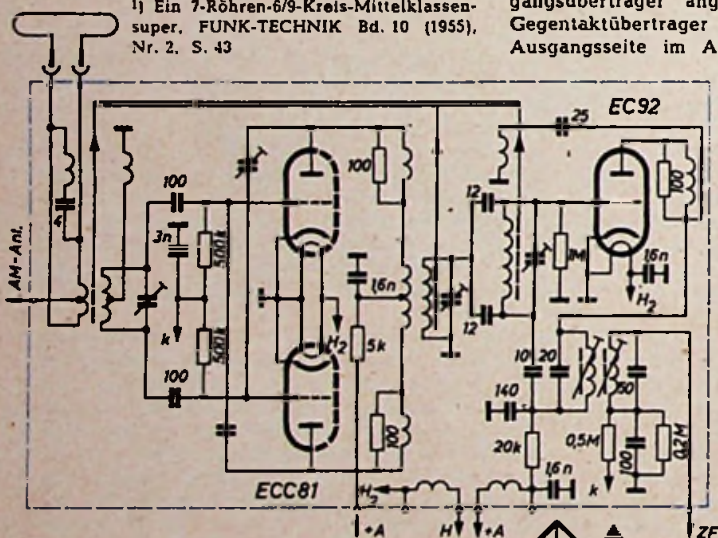 ¹) Ein 7-Röhren-6/9-Kreis-Mittelklassen-
super, FUNK-TECHNIK Bd. 10 (1955),
Nr. 2, S. 43
gangsübertrager
Gegentaktübertrager
Ausgangsseite im A
EC92
25
100
100
100
12
AM-Ant.
3n
500k
1M
1,6n
1,6n
H₂
H₂
k
5k
12
500k
10
20
50
100
140
100
20k
0,5M
100
0,2M
1,6n
k
ECC81
H₂
+A
H
+A
ZF